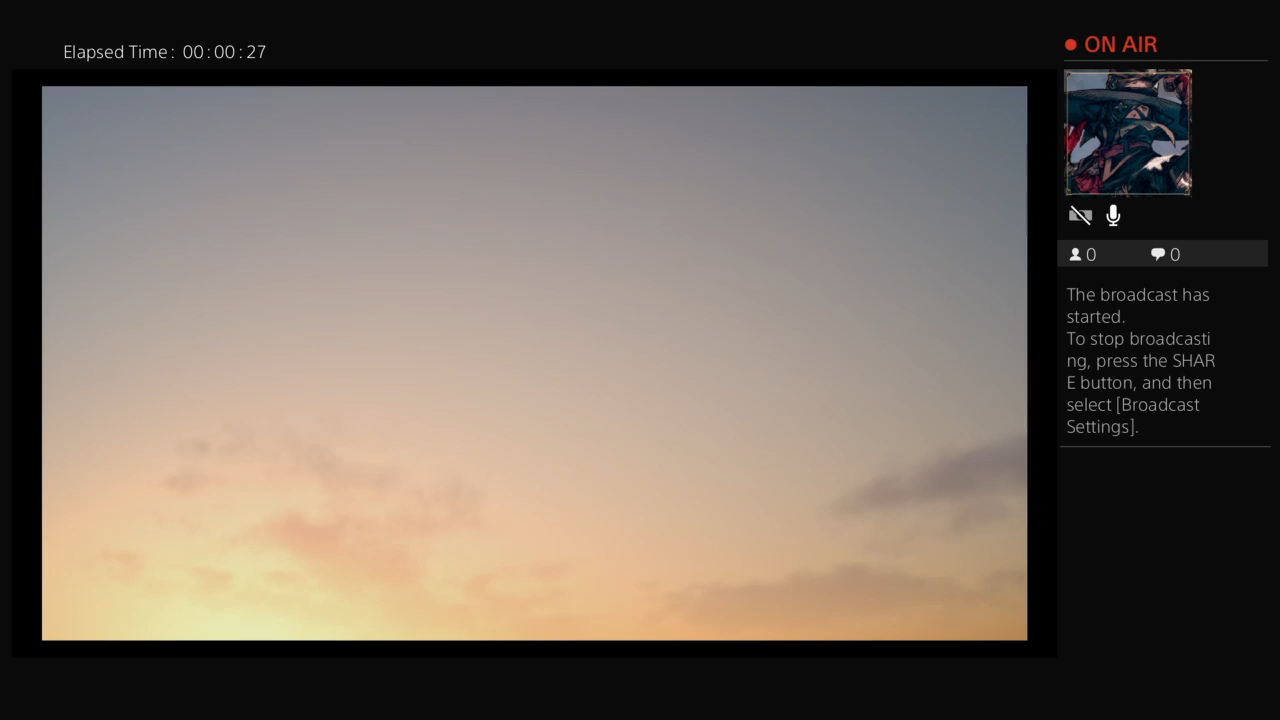 Elapsed Time: 00:00:27
ON AIR
0 0
The broadcast has
started.
To stop broadcasti
ng, press the SHAR
E button, and then
select [Broadcast
Settings].